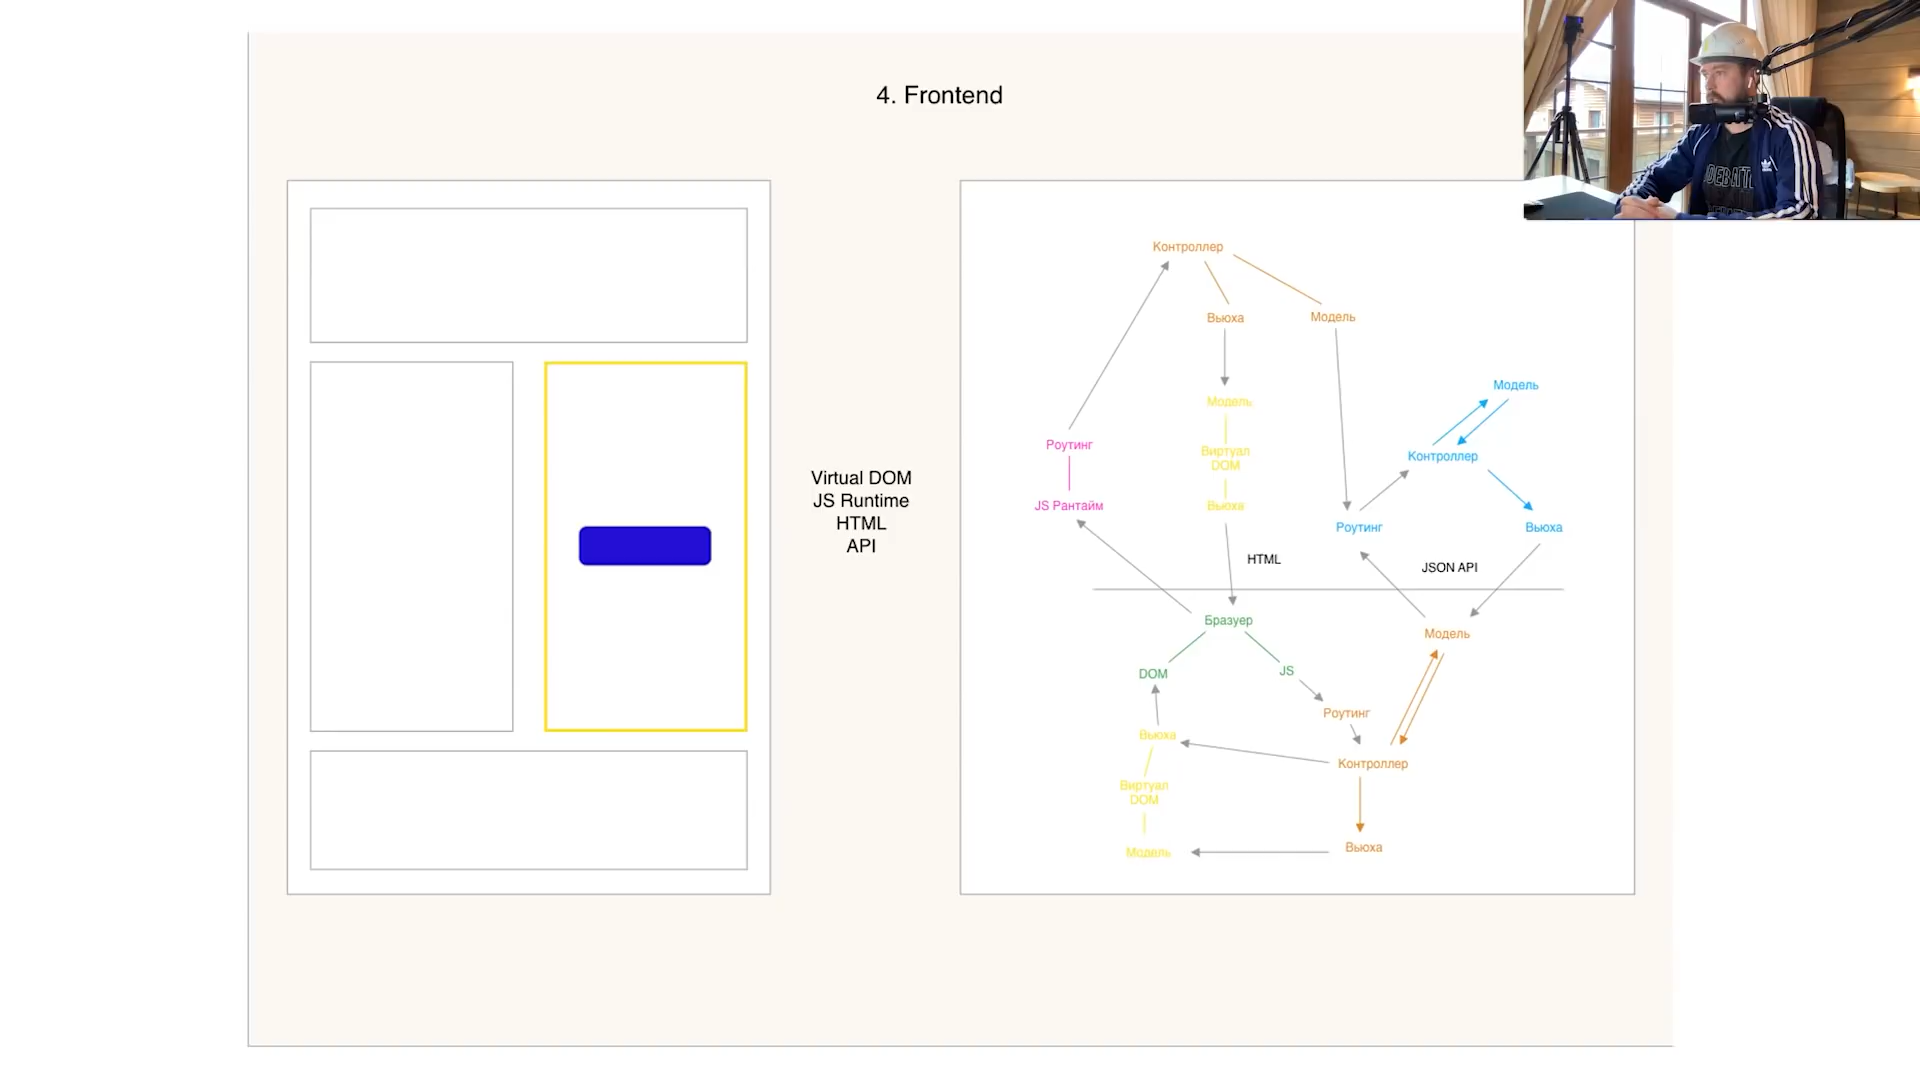 4. Frontend
Virtual DOM
JS Runtime
HTML
API
Контроллер
Вьюха
Модель
Модель
Модель
Роутинг
Виртуал
DOM
Контроллер
JS Рантайм
Вьюха
Роутинг
Вьюха
HTML
JSON API
Бразуер
Модель
DOM
JS
Роутинг
Вьюха
Контроллер
Виртуал
DOM
Модель
Вьюха